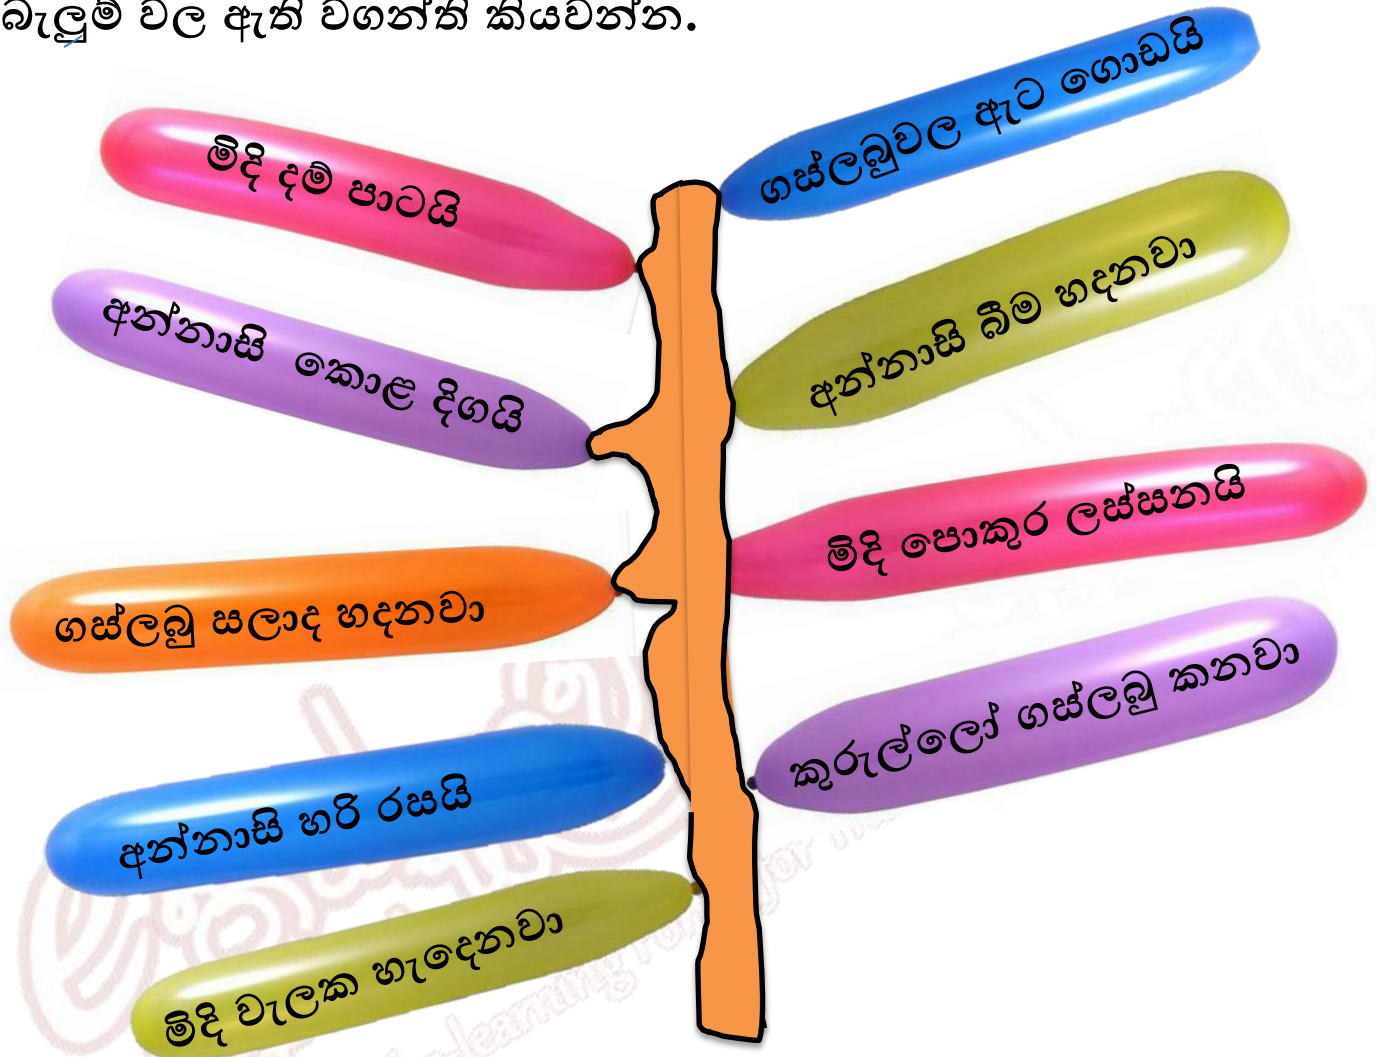 බැලුම් වල ඇති වගන්ති කියවන්න.
මිදි දම් පාටයි
අන්නාසි කොළ දිගයි
ගස්ලබු සලාද හදනවා
අන්නාසි හරි රසයි
මිදි වැලක හැදෙනවා
ගස්ලබුවල ඇට ගොඩයි
අන්නාසි බීම හදනවා
මිදි පොකුර ලස්සනයි
කුරුල්ලෝ ගස්ලබු කනවා